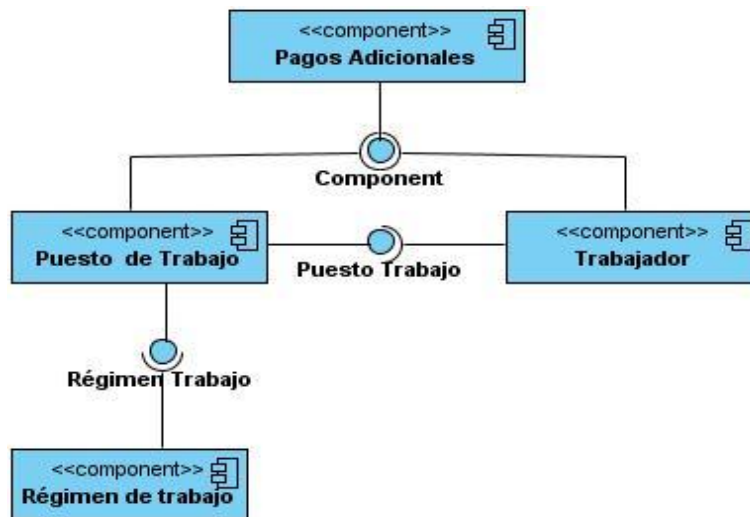 <<component>>
Pagos Adicionales
Component
<<component>>
Puesto de Trabajo
Puesto Trabajo
<<component>>
Trabajador
Régimen Trabajo
<<component>>
Régimen de trabajo